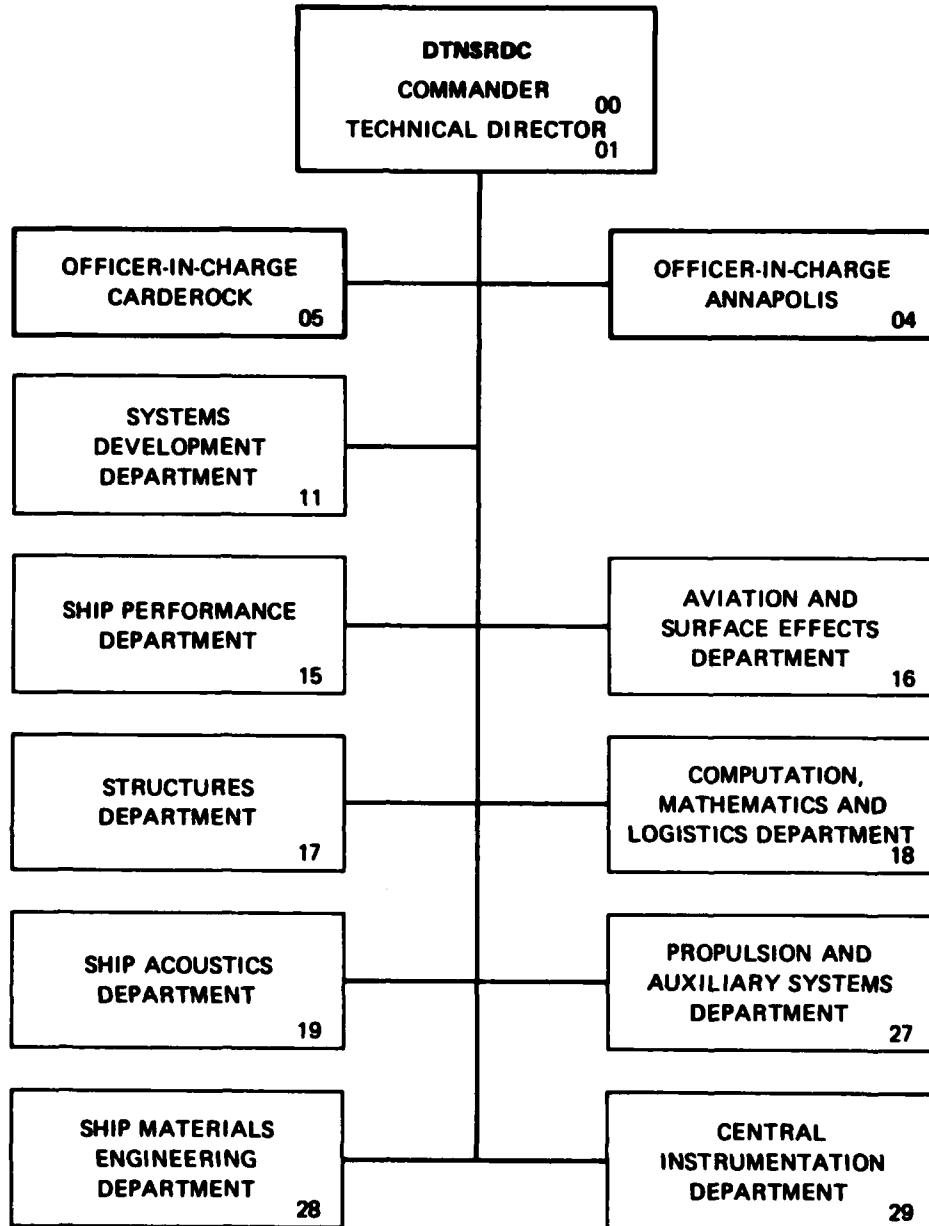 DTNSRDC
COMMANDER
00
TECHNICAL DIRECTOR
01
OFFICER-IN-CHARGE
CARDEROCK
05
OFFICER-IN-CHARGE
ANNAPOLIS
04
SYSTEMS
DEVELOPMENT
DEPARTMENT
11
SHIP PERFORMANCE
DEPARTMENT
15
AVIATION AND
SURFACE EFFECTS
DEPARTMENT
16
STRUCTURES
DEPARTMENT
17
COMPUTATION,
MATHEMATICS AND
LOGISTICS DEPARTMENT
18
SHIP ACOUSTICS
DEPARTMENT
19
PROPULSION AND
AUXILIARY SYSTEMS
DEPARTMENT
27
SHIP MATERIALS
ENGINEERING
DEPARTMENT
28
CENTRAL
INSTRUMENTATION
DEPARTMENT
29